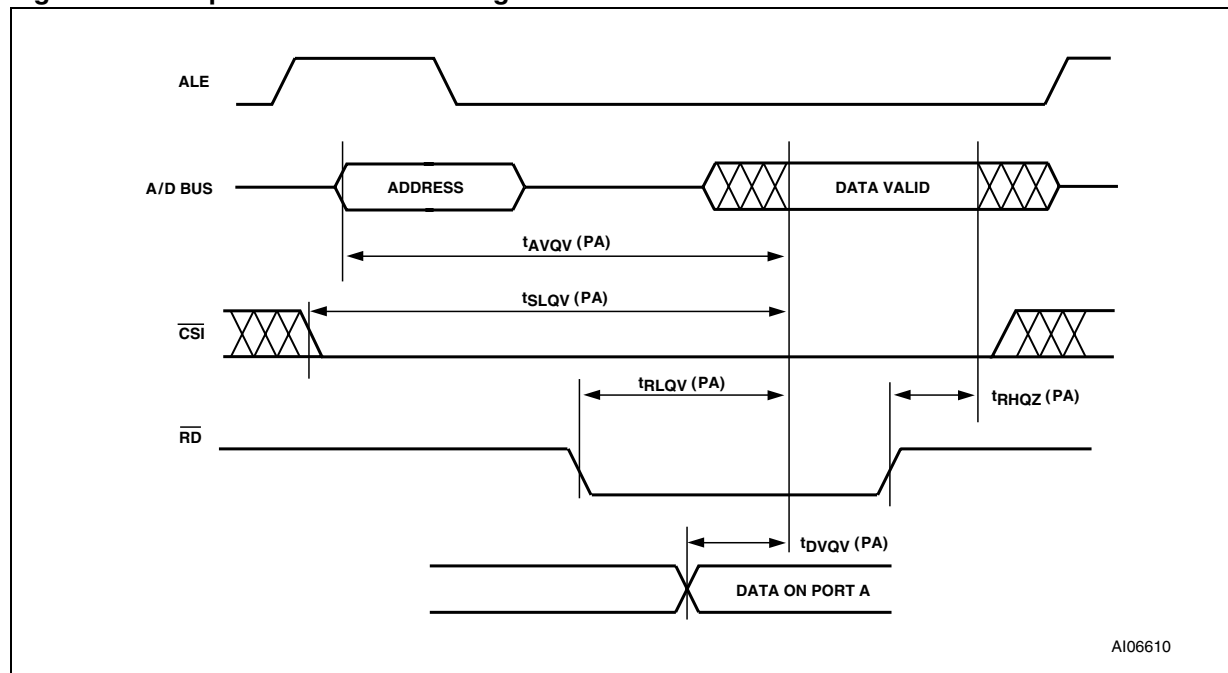 ALE
A/D BUS
ADDRESS
DATA VALID
tAVQV (PA)
tSLQV (PA)
CSI
tRLQV (PA)
tRHQZ (PA)
RD
tDVQV (PA)
DATA ON PORT A
AI06610